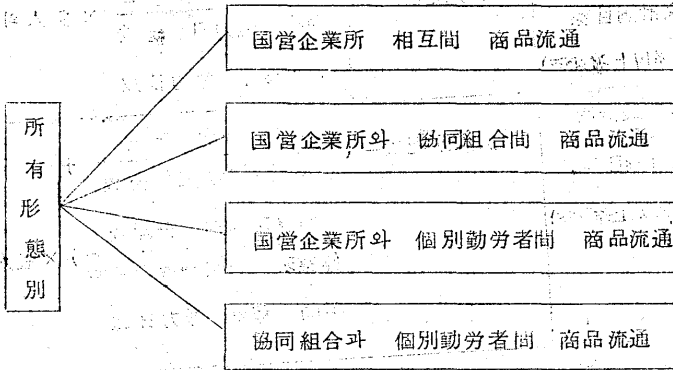 所有形態別
国営企業所 相互間 商品流通
国営企業所와 協同組合間 商品流通
国営企業所와 個別勤労者間 商品流通
協同組合과 個別勤労者間 商品流通